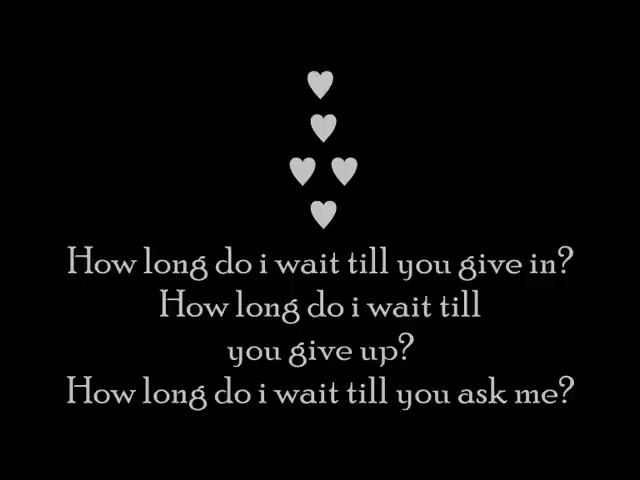 How long do i wait till you give in?
How long do i wait till
you give up?
How long do i wait till you ask me?